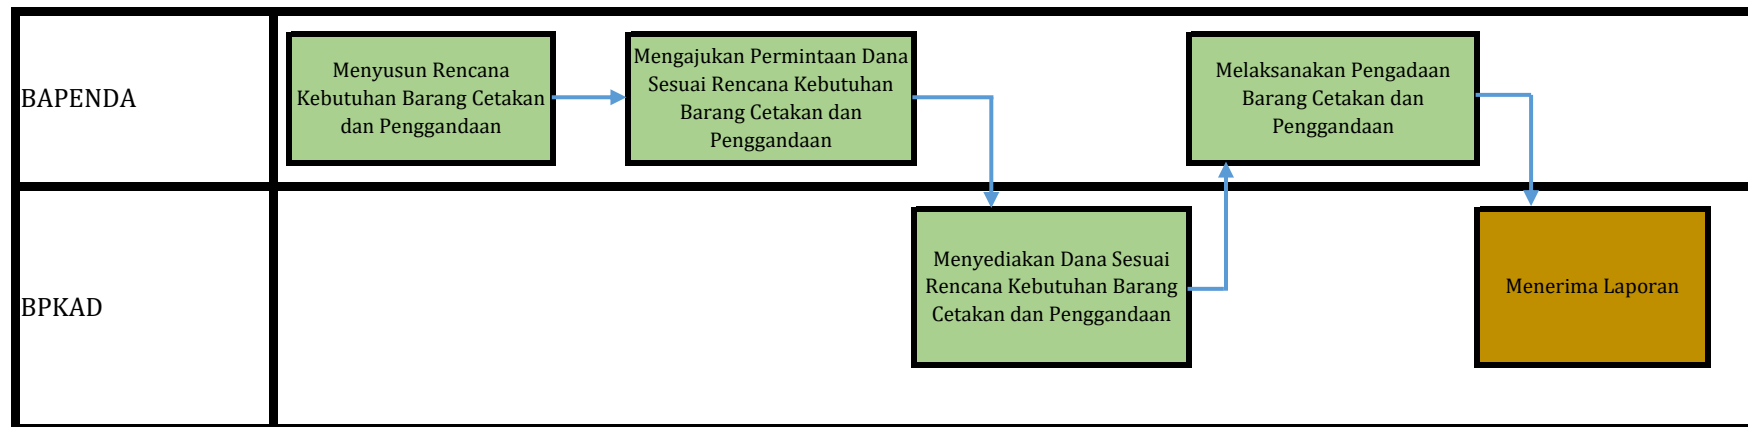 BAPENDA
Menyusun Rencana
Kebutuhan Barang Cetakan
dan Penggandaan
Mengajukan Permintaan Dana
Sesuai Rencana Kebutuhan
Barang Cetakan dan
Penggandaan
Melaksanakan Pengadaan
Barang Cetakan dan
Penggandaan
BPKAD
Menyediakan Dana Sesuai
Rencana Kebutuhan Barang
Cetakan dan Penggandaan
Menerima Laporan